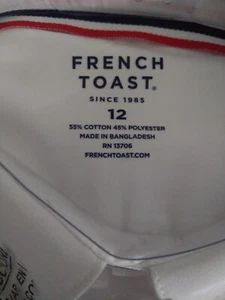 FRENCH
TOAST®
SINCE 1985
12
55% COTTON 45% POLYESTER
MADE IN BANGLADESH
RN 13706
FRENCHTOAST.COM